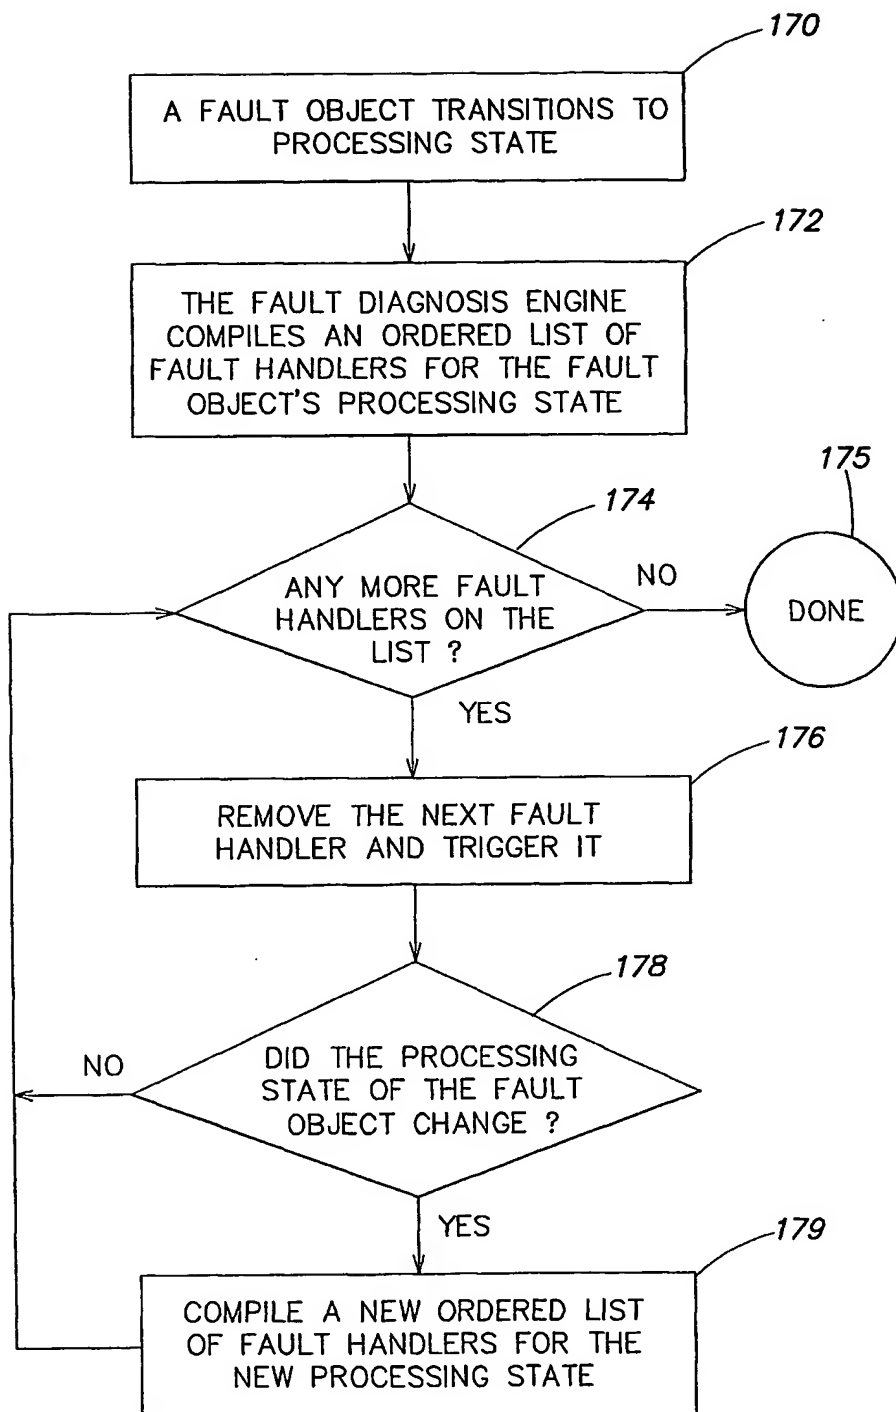 170
A FAULT OBJECT TRANSITIONS TO
PROCESSING STATE
172
THE FAULT DIAGNOSIS ENGINE
COMPILES AN ORDERED LIST OF
FAULT HANDLERS FOR THE FAULT
OBJECT'S PROCESSING STATE
174
175
ANY MORE FAULT
HANDLERS ON THE
LIST ?
NO
DONE
YES
176
REMOVE THE NEXT FAULT
HANDLER AND TRIGGER IT
178
DID THE PROCESSING
STATE OF THE FAULT
OBJECT CHANGE ?
NO
YES
179
COMPILE A NEW ORDERED LIST
OF FAULT HANDLERS FOR THE
NEW PROCESSING STATE